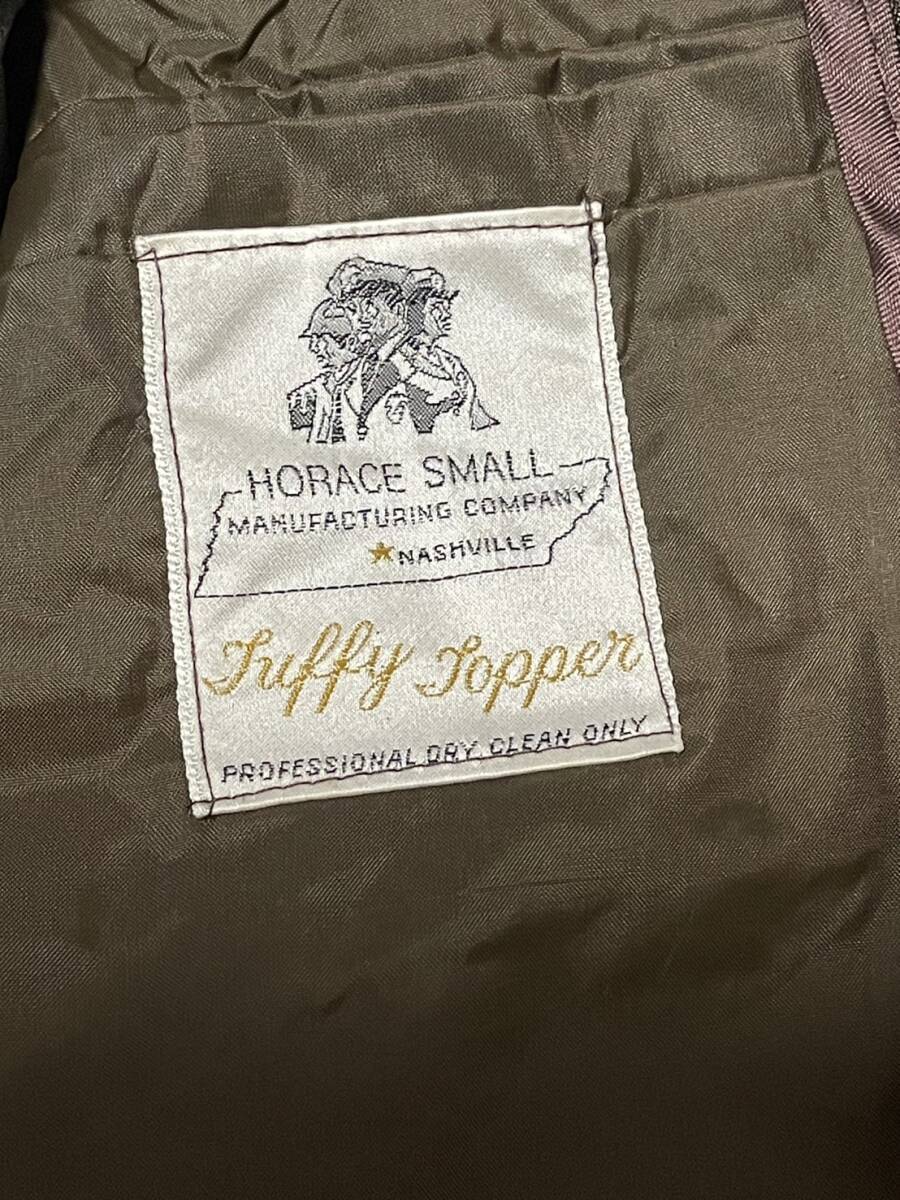 HORACE SMALL
MANUFACTURING COMPANY
NASHVILLE
Tuffy Topper
PROFESSIONAL DRY CLEAN ONLY